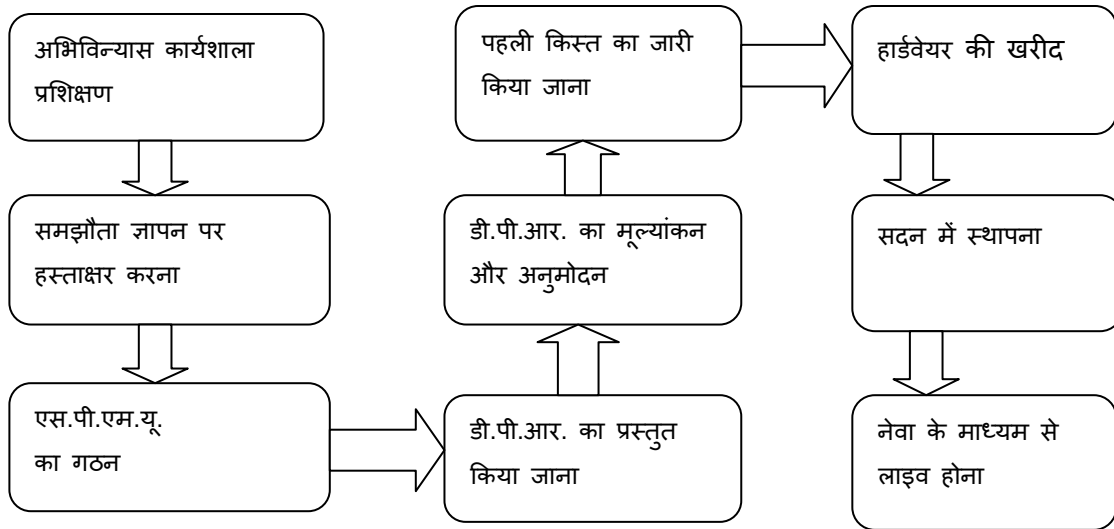 अभिविन्यास कार्यशाला
प्रशिक्षण
समझौता ज्ञापन पर
हस्ताक्षर करना
एस.पी.एम.यू.
का गठन
डी.पी.आर. का प्रस्तुत
किया जाना
डी.पी.आर. का मूल्यांकन
और अनुमोदन
पहली किस्त का जारी
किया जाना
हार्डवेयर की खरीद
सदन में स्थापना
नेवा के माध्यम से
लाइव होना